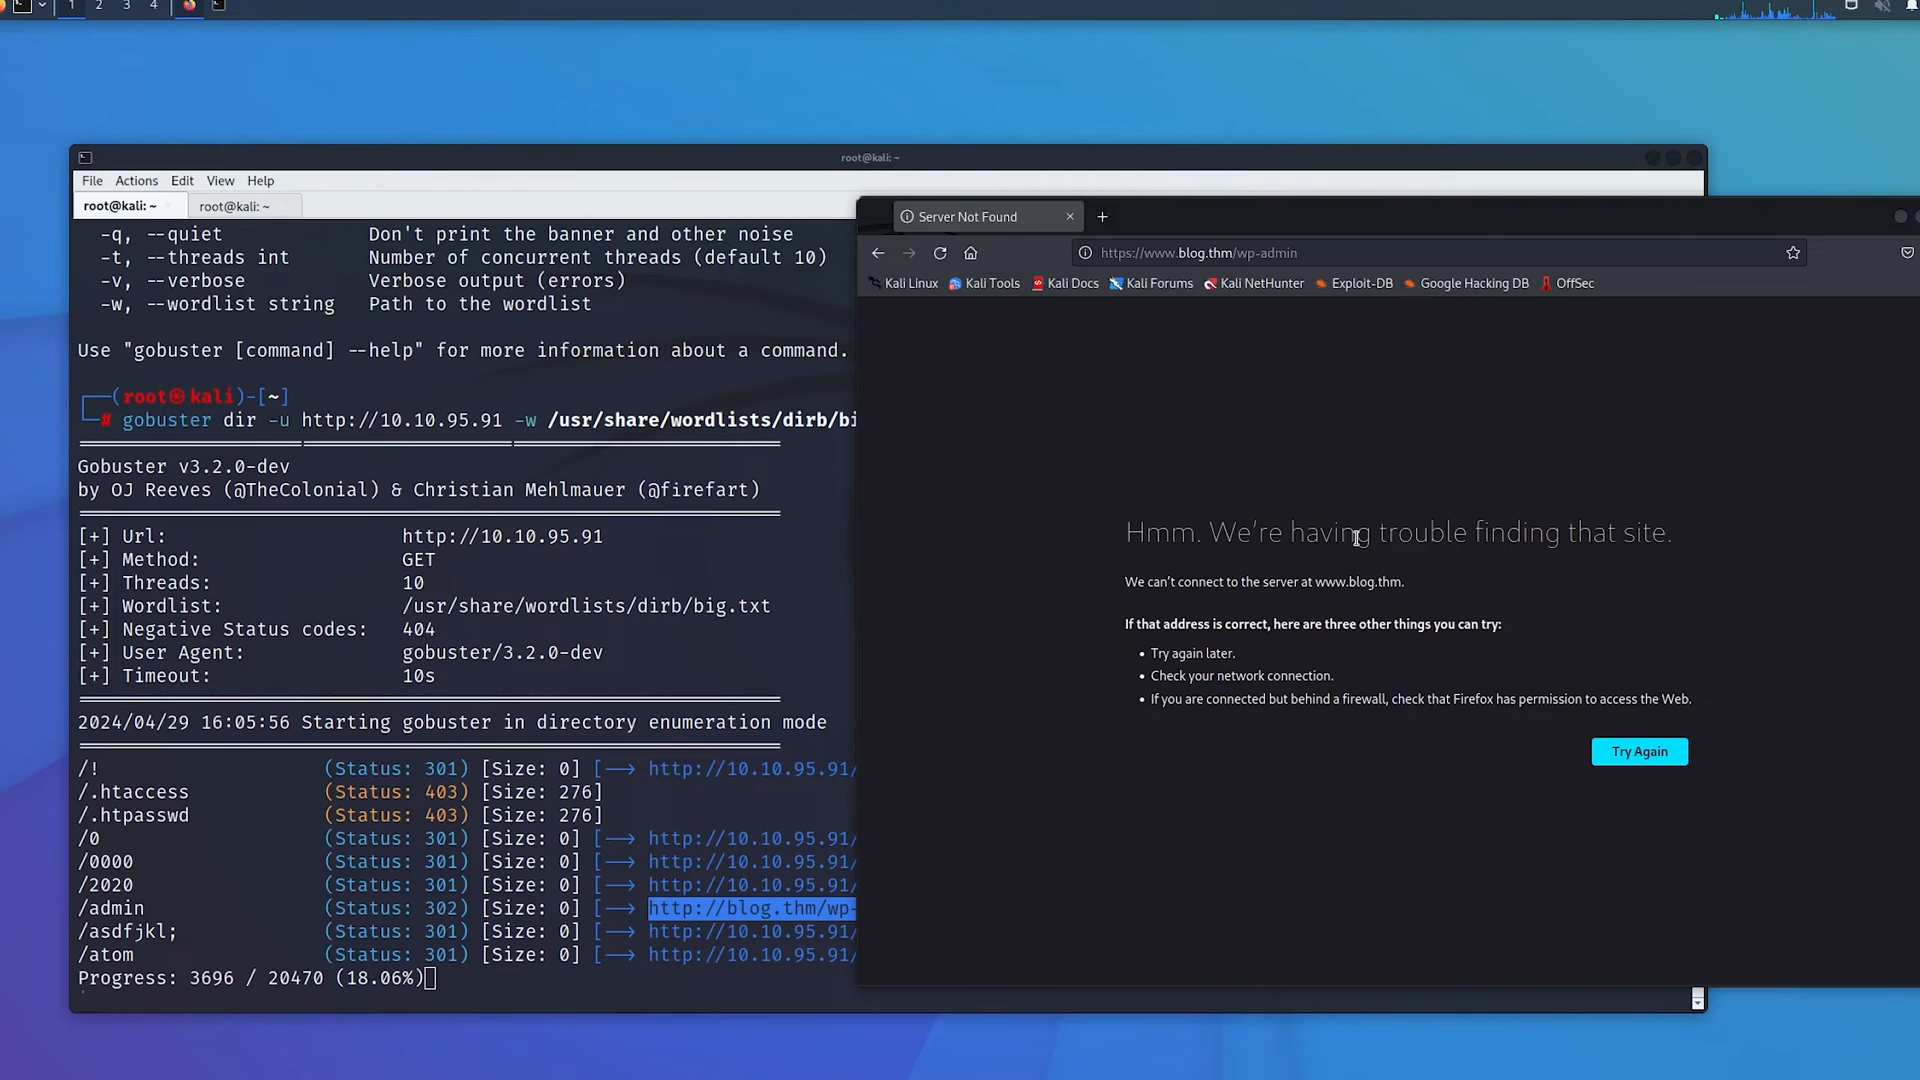 1 2 3 4
root@kali: ~
File Actions Edit View Help
root@kali: ~
root@kali: ~
-q, --quiet Don't print the banner and other noise
-t, --threads int Number of concurrent threads (default 10)
-v, --verbose Verbose output (errors)
-w, --wordlist string Path to the wordlist
Use "gobuster [command] --help" for more information about a command.
(root㉿kali)-[~]
# gobuster dir -u http://10.10.95.91 -w /usr/share/wordlists/dirb/bi
Gobuster v3.2.0-dev
by OJ Reeves (@TheColonial) & Christian Mehlmauer (@firefart)
[+] Url: http://10.10.95.91
[+] Method: GET
[+] Threads: 10
[+] Wordlist: /usr/share/wordlists/dirb/big.txt
[+] Negative Status codes: 404
[+] User Agent: gobuster/3.2.0-dev
[+] Timeout: 10s
2024/04/29 16:05:56 Starting gobuster in directory enumeration mode
/! (Status: 301) [Size: 0] [--> http://10.10.95.91/
/.htaccess (Status: 403) [Size: 276]
/.htpasswd (Status: 403) [Size: 276]
/0 (Status: 301) [Size: 0] [--> http://10.10.95.91/
/0000 (Status: 301) [Size: 0] [--> http://10.10.95.91/
/2020 (Status: 301) [Size: 0] [--> http://10.10.95.91/
/admin (Status: 302) [Size: 0] [--> http://blog.thm/wp-
/asdfjkl; (Status: 301) [Size: 0] [--> http://10.10.95.91/
/atom (Status: 301) [Size: 0] [--> http://10.10.95.91/
Progress: 3696 / 20470 (18.06%)
Server Not Found
https://www.blog.thm/wp-admin
Kali Linux Kali Tools Kali Docs Kali Forums Kali NetHunter Exploit-DB Google Hacking DB OffSec
Hmm. We're having trouble finding that site.
We can't connect to the server at www.blog.thm.
If that address is correct, here are three other things you can try:
• Try again later.
• Check your network connection.
• If you are connected but behind a firewall, check that Firefox has permission to access the Web.
Try Again